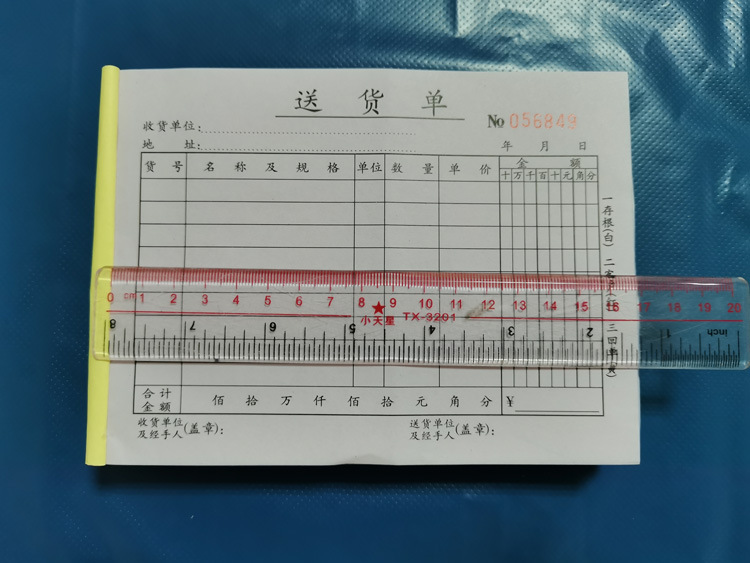 送货单
No 056849
收货单位:
地 址: 年 月 日
货号 名称及规格 单位 数量 单价 金额
十万千百十元角分
一存根(白)
二客户(红)
三回单(黄)
0 cm 1 2 3 4 5 6 7 8 9 10 11 12 13 14 15 16 17 18 19 20
小天星 TX-3201
8 7 6 5 4 3 2 1 inch
合计金额 佰拾万仟佰拾元角分 ¥
收货单位及经手人(盖章): 送货单位及经手人(盖章):